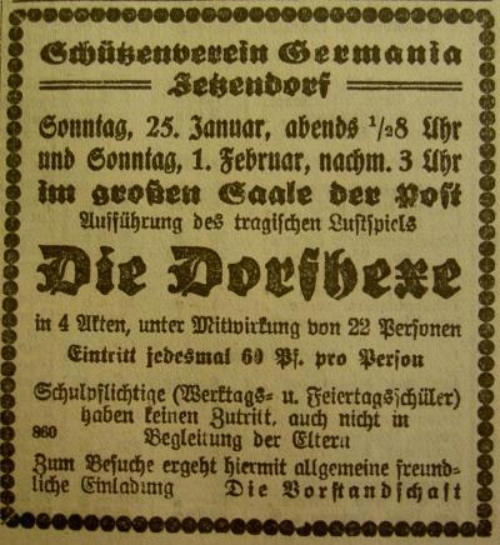 Schützenverein Germania
Jetzendorf
Sonntag, 25. Januar, abends 1/28 Uhr
und Sonntag, 1. Februar, nachm. 3 Uhr
im großen Saale der Post
Aufführung des tragischen Lustspiels
Die Dorfhexe
in 4 Akten, unter Mitwirkung von 22 Personen
Eintritt jedesmal 60 Pf. pro Person
Schulpflichtige (Werktags- u. Feiertagsschüler)
haben keinen Zutritt, auch nicht in
860 Begleitung der Eltern
Zum Besuche ergeht hiermit allgemeine freund-
liche Einladung Die Vorstandschaft